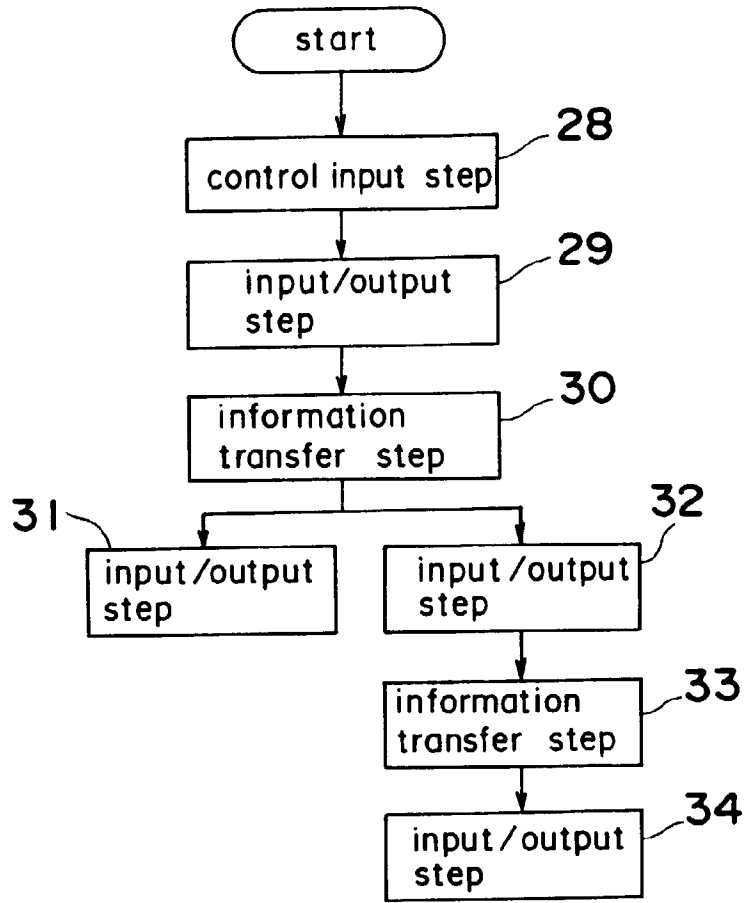 start
28
control input step
29
input/output
step
30
information
transfer step
31
input/output
step
32
input/output
step
33
information
transfer step
34
input/output
step